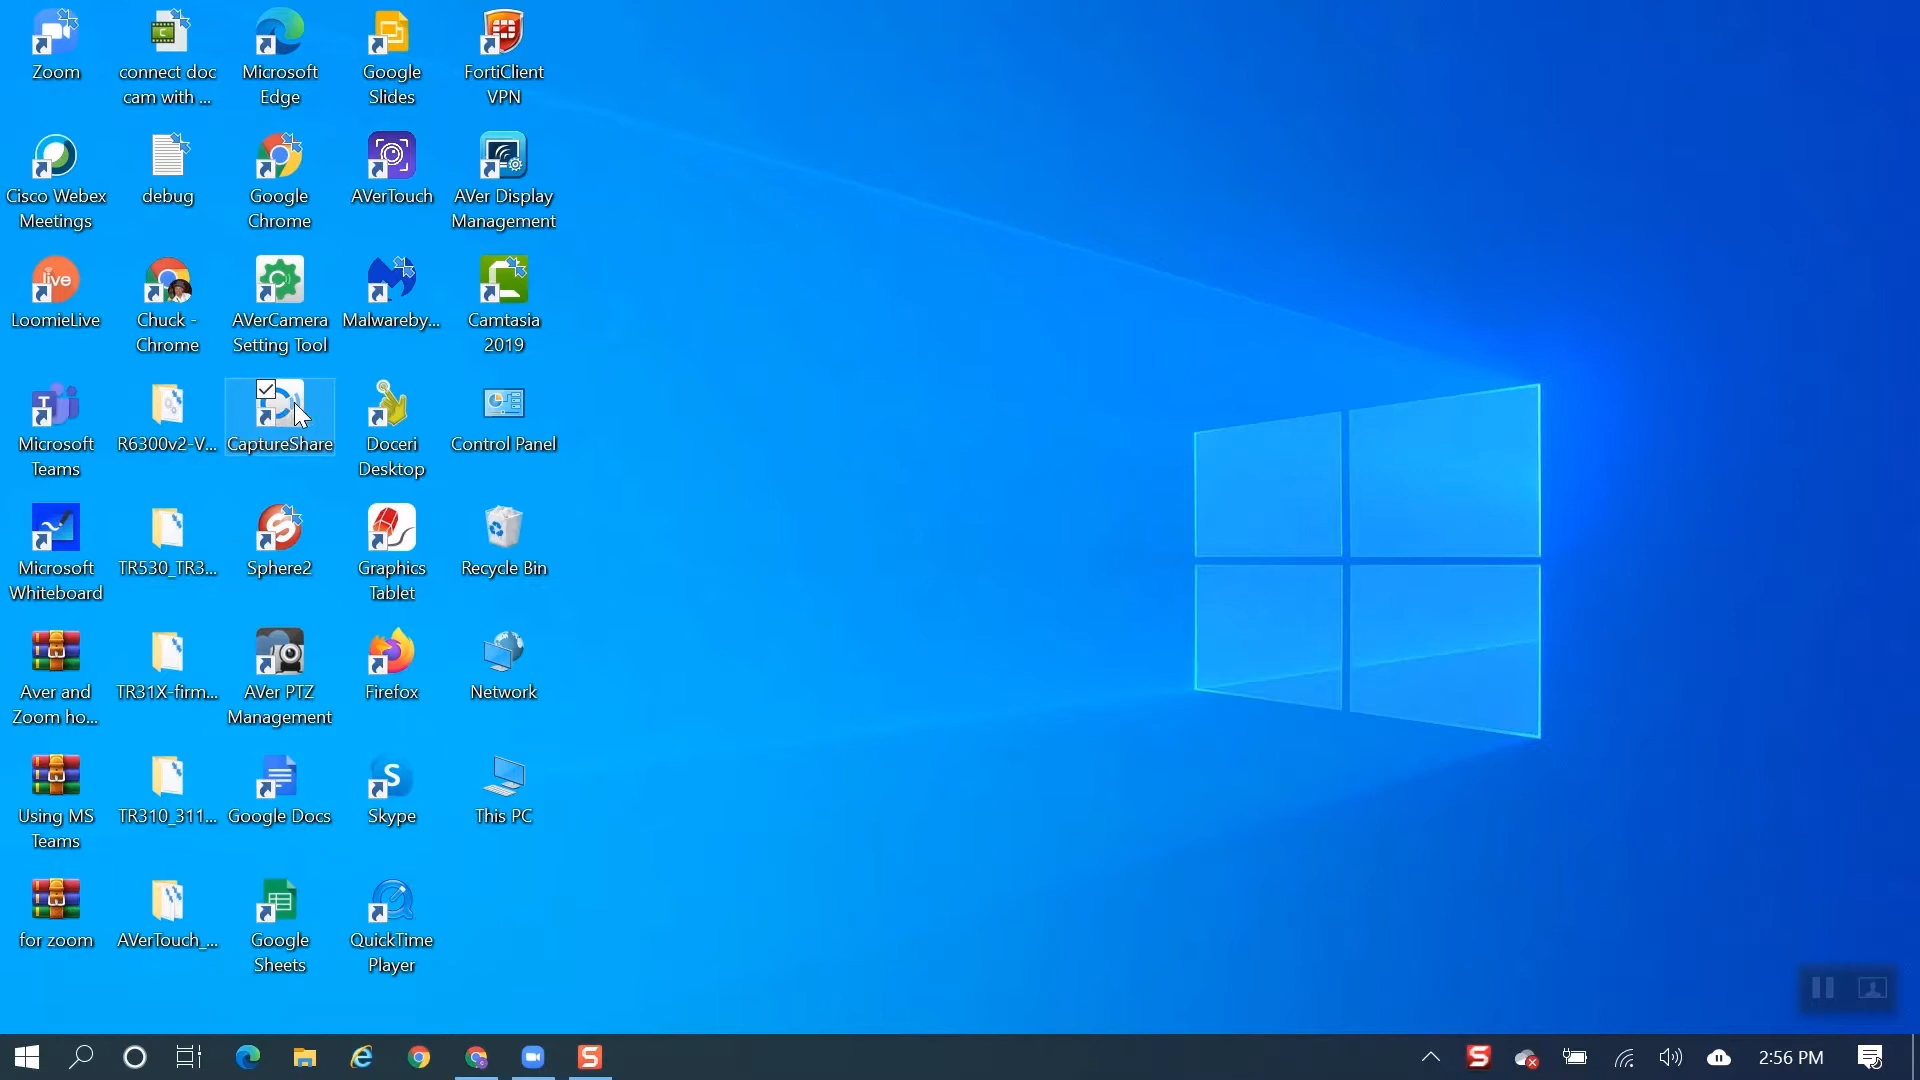 Zoom
connect doc
cam with ...
Microsoft
Edge
Google
Slides
FortiClient
VPN
Cisco Webex
Meetings
debug
Google
Chrome
AVerTouch
AVer Display
Management
live
LoomieLive
Chuck -
Chrome
AVerCamera
Setting Tool
Malwareby...
Camtasia
2019
Microsoft
Teams
R6300v2-V...
CaptureShare
Doceri
Desktop
Control Panel
Microsoft
Whiteboard
TR530_TR3...
Sphere2
Graphics
Tablet
Recycle Bin
Aver and
Zoom ho...
TR31X-firm...
AVer PTZ
Management
Firefox
Network
Using MS
Teams
TR310_311...
Google Docs
Skype
This PC
for zoom
AVerTouch_...
Google
Sheets
QuickTime
Player
2:56 PM